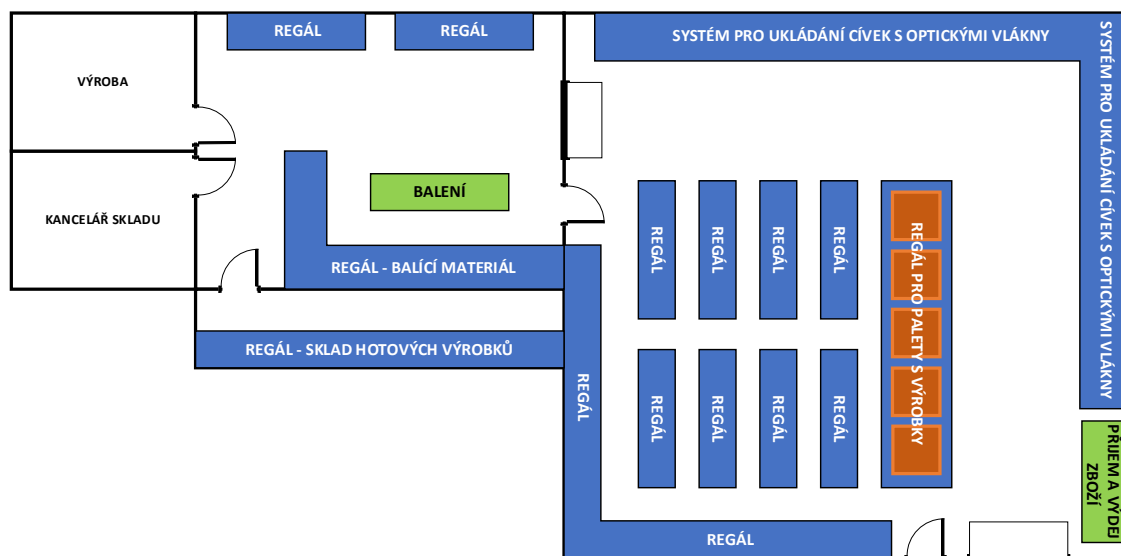 REGÁL
REGÁL
SYSTÉM PRO UKLÁDÁNÍ CÍVEK S OPTICKÝMI VLÁKNY
SYSTÉM PRO UKLÁDÁNÍ CÍVEK S OPTICKÝMI VLÁKNY
VÝROBA
BALENÍ
KANCELÁŘ SKLADU
REGÁL
REGÁL
REGÁL
REGÁL
REGÁL PRO PALETY S VÝROBKY
REGÁL - BALÍCÍ MATERIÁL
REGÁL - SKLAD HOTOVÝCH VÝROBKŮ
REGÁL
REGÁL
REGÁL
REGÁL
REGÁL
PŘÍJEM A VÝDEJ
ZBOŽÍ
REGÁL